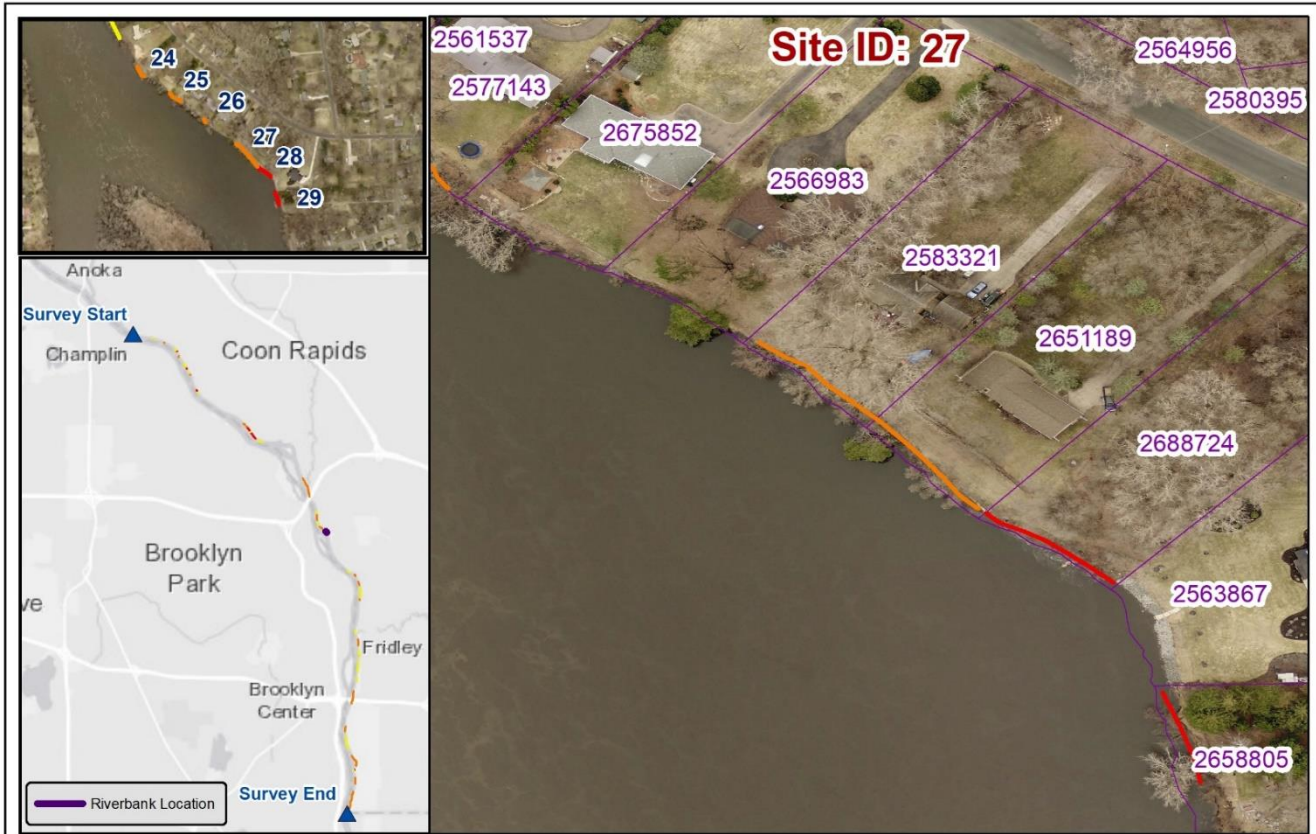 24
25
26
27
28
29
Anoka
Survey Start
Champlin
Coon Rapids
Brooklyn
Park
ve
Fridley
Brooklyn
Center
Survey End
Riverbank Location
Site ID: 27
2561537
2577143
2675852
2566983
2564956
2580395
2583321
2651189
2688724
2563867
2658805